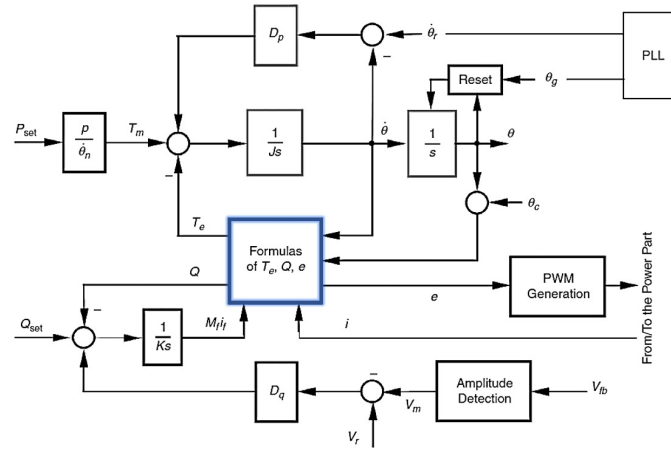 D_p
θ̇_r
PLL
–
Reset
θ_g
P_set
p
θ̇_n
T_m
1
Js
θ̇
1
s
θ
–
T_e
θ_c
Formulas
of T_e, Q, e
Q
e
PWM
Generation
From/To the Power Part
–
Q_set
1
Ks
M_f i_f
i
D_q
–
V_m
Amplitude
Detection
V_fb
V_r